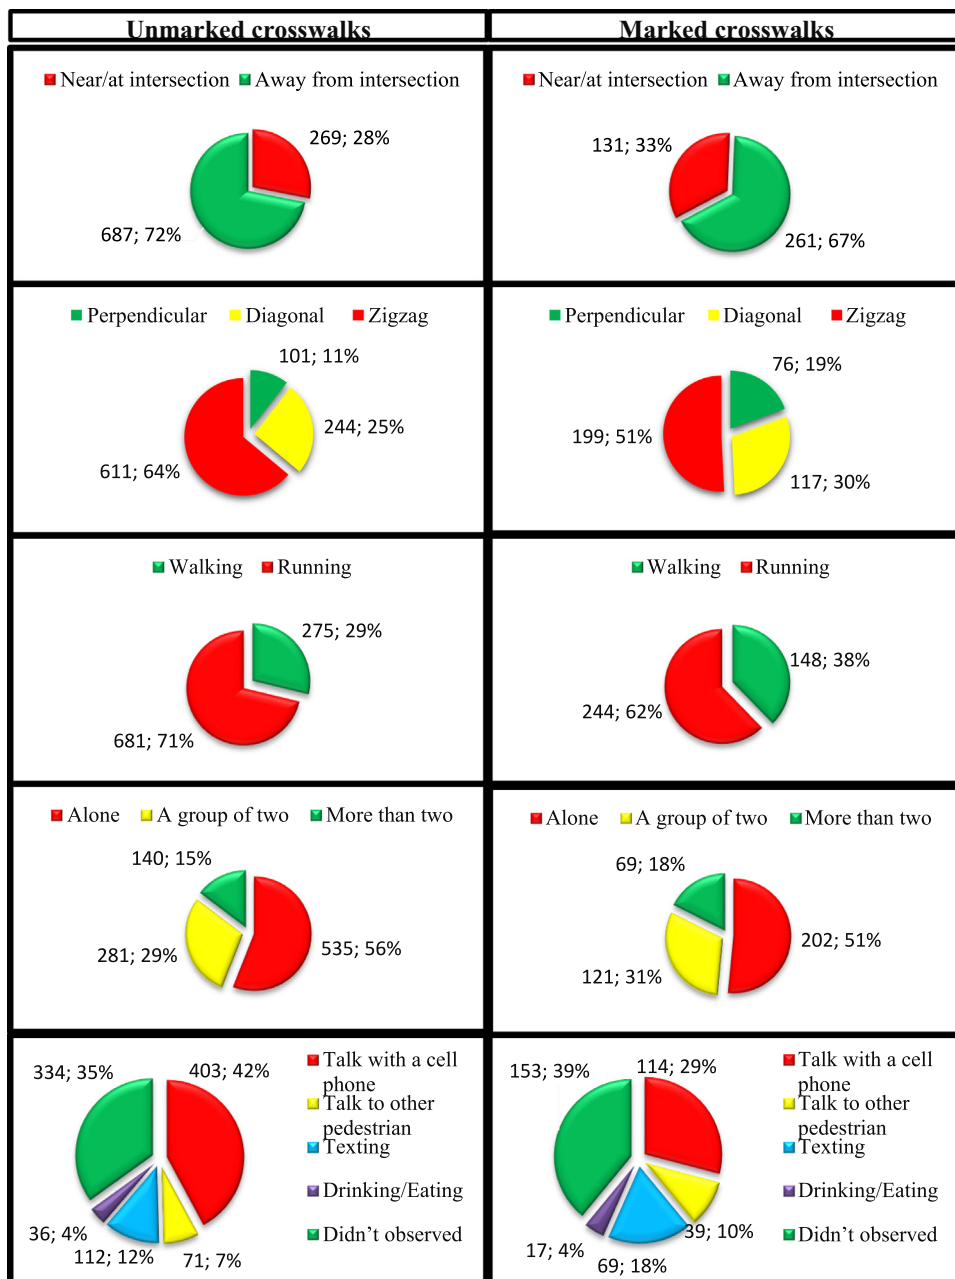 Unmarked crosswalks
Marked crosswalks
Near/at intersection Away from intersection
269; 28%
687; 72%
Near/at intersection Away from intersection
131; 33%
261; 67%
Perpendicular Diagonal Zigzag
101; 11%
244; 25%
611; 64%
Perpendicular Diagonal Zigzag
76; 19%
199; 51%
117; 30%
Walking Running
275; 29%
681; 71%
Walking Running
148; 38%
244; 62%
Alone A group of two More than two
140; 15%
281; 29%
535; 56%
Alone A group of two More than two
69; 18%
202; 51%
121; 31%
334; 35%
403; 42%
36; 4%
112; 12%
71; 7%
Talk with a cell
phone
Talk to other
pedestrian
Texting
Drinking/Eating
Didn't observed
153; 39%
114; 29%
17; 4%
69; 18%
39; 10%
Talk with a cell
phone
Talk to other
pedestrian
Texting
Drinking/Eating
Didn't observed